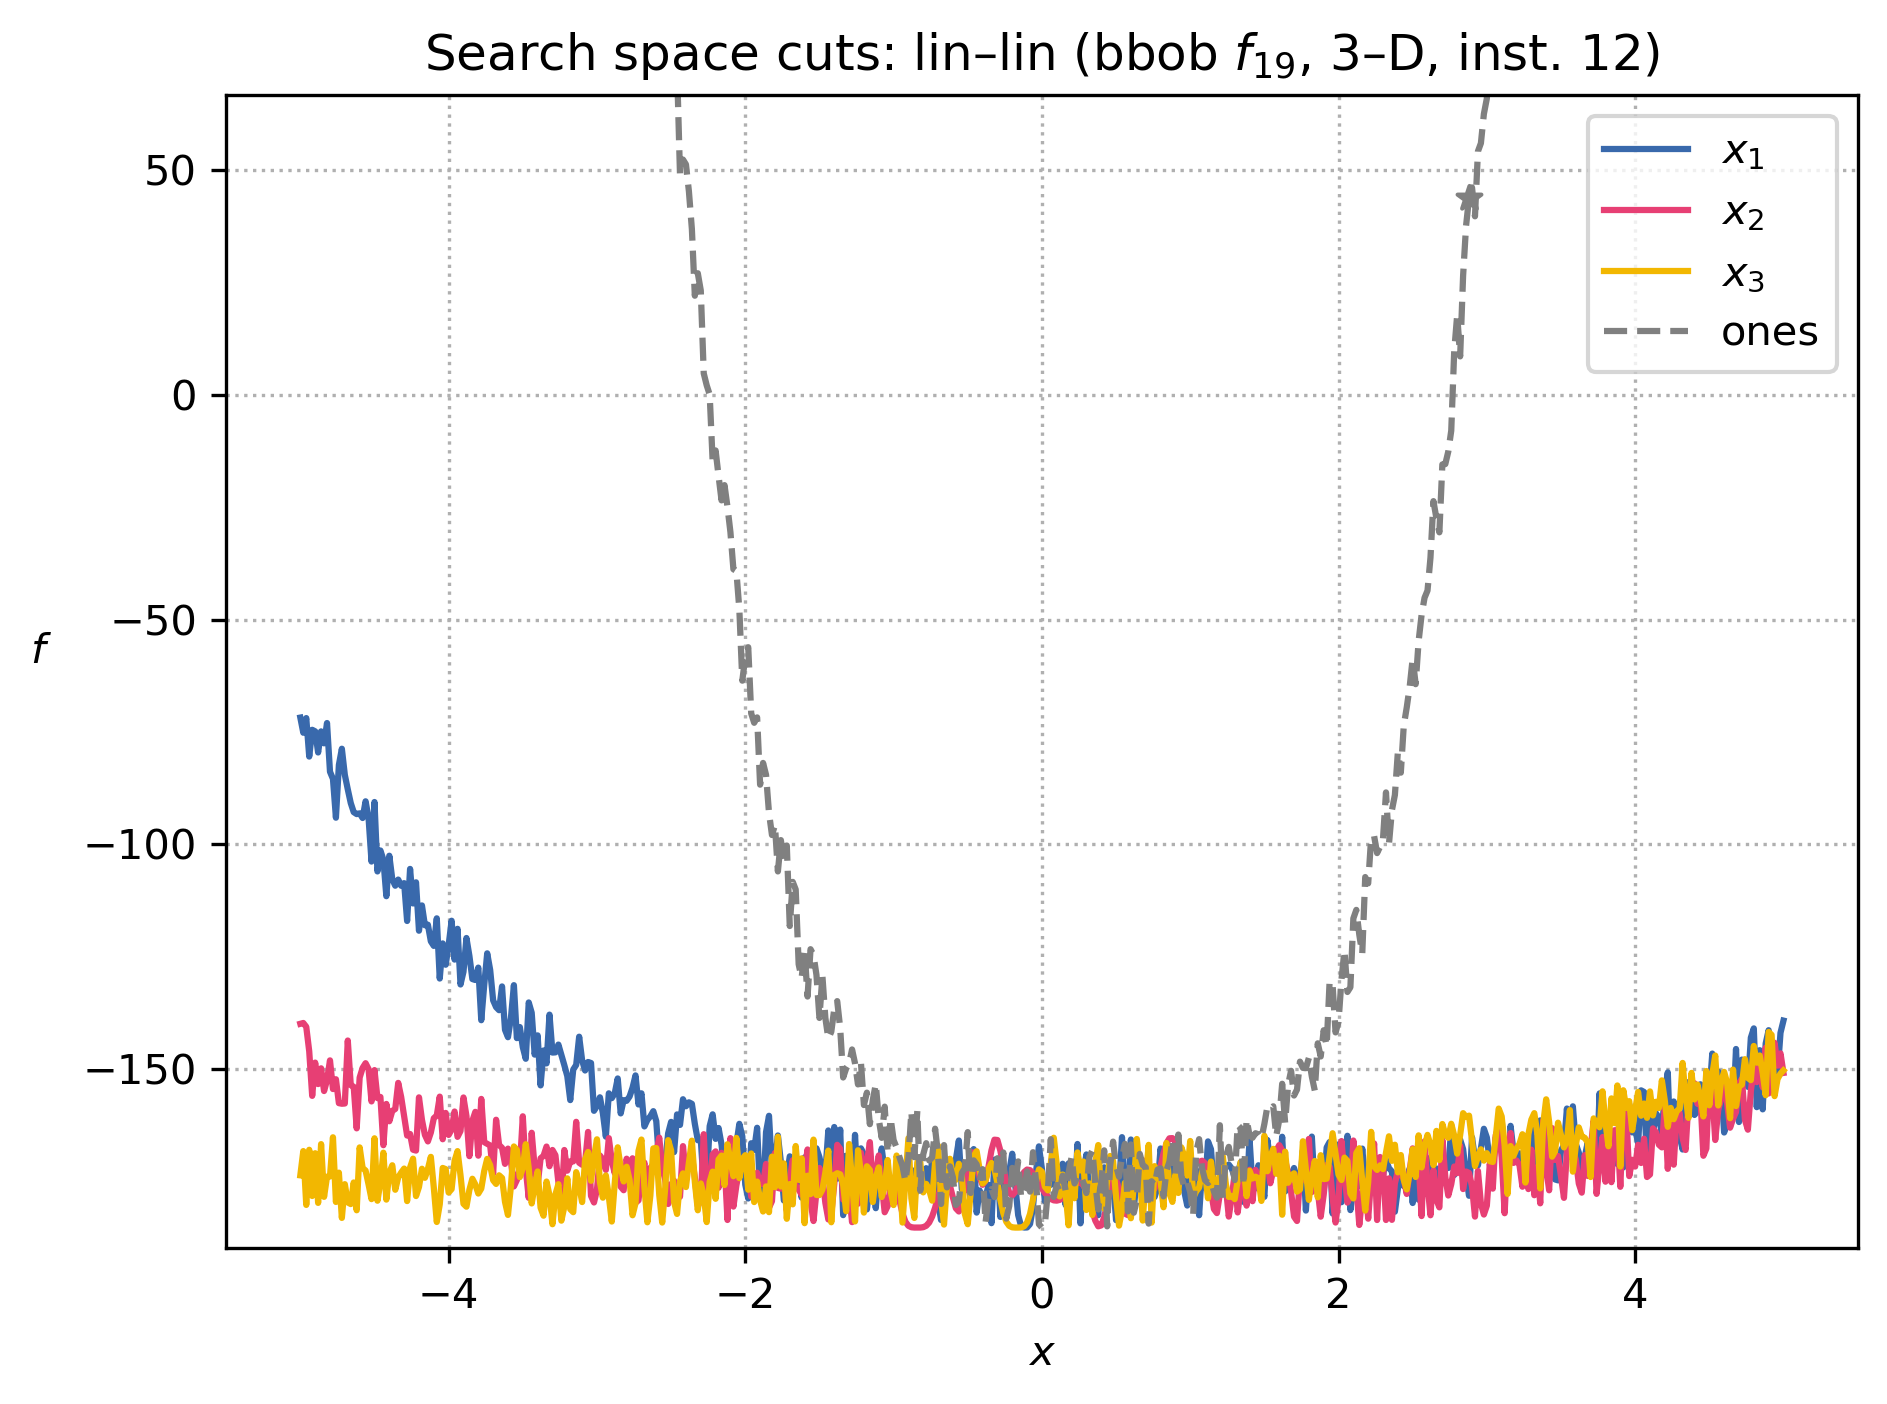 Search space cuts: lin–lin (bbob f19, 3–D, inst. 12)
50
0
−50
−100
−150
f
−4
−2
0
2
4
x
x1
x2
x3
ones